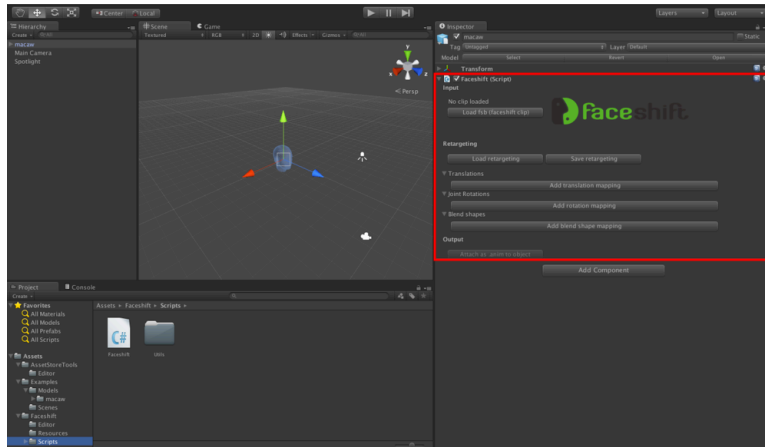 Center Local
Layers
Layout
Hierarchy
Create
macaw
Main Camera
Spotlight
Scene
Game
Textured
RGB
2D
Effects
Gizmos
y
x
z
Persp
Inspector
macaw
Static
Tag Untagged
Layer Default
Model
Select
Revert
Open
Transform
Faceshift (Script)
Input
No clip loaded
Load fsb (faceshift clip)
faceshift
Retargeting
Load retargeting
Save retargeting
Translations
Add translation mapping
Joint Rotations
Add rotation mapping
Blend shapes
Add blend shape mapping
Output
Attach as anim to object
Add Component
Project
Console
Create
Favorites
All Materials
All Models
All Prefabs
All Scripts
Assets
AssetStoreTools
Editor
Examples
Models
macaw
Scenes
Faceshift
Editor
Resources
Scripts
Assets Faceshift Scripts
C#
Faceshift
Utils